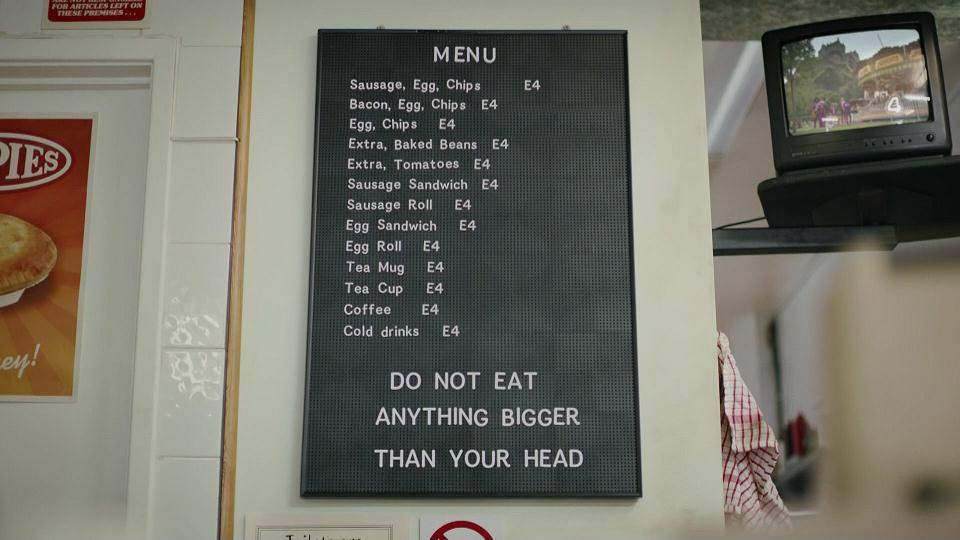 FOR ARTICLES LEFT ON
THESE PREMISES...
PIES
ey!
MENU
Sausage, Egg, Chips E4
Bacon, Egg, Chips E4
Egg, Chips E4
Extra, Baked Beans E4
Extra, Tomatoes E4
Sausage Sandwich E4
Sausage Roll E4
Egg Sandwich E4
Egg Roll E4
Tea Mug E4
Tea Cup E4
Coffee E4
Cold drinks E4
DO NOT EAT
ANYTHING BIGGER
THAN YOUR HEAD
4